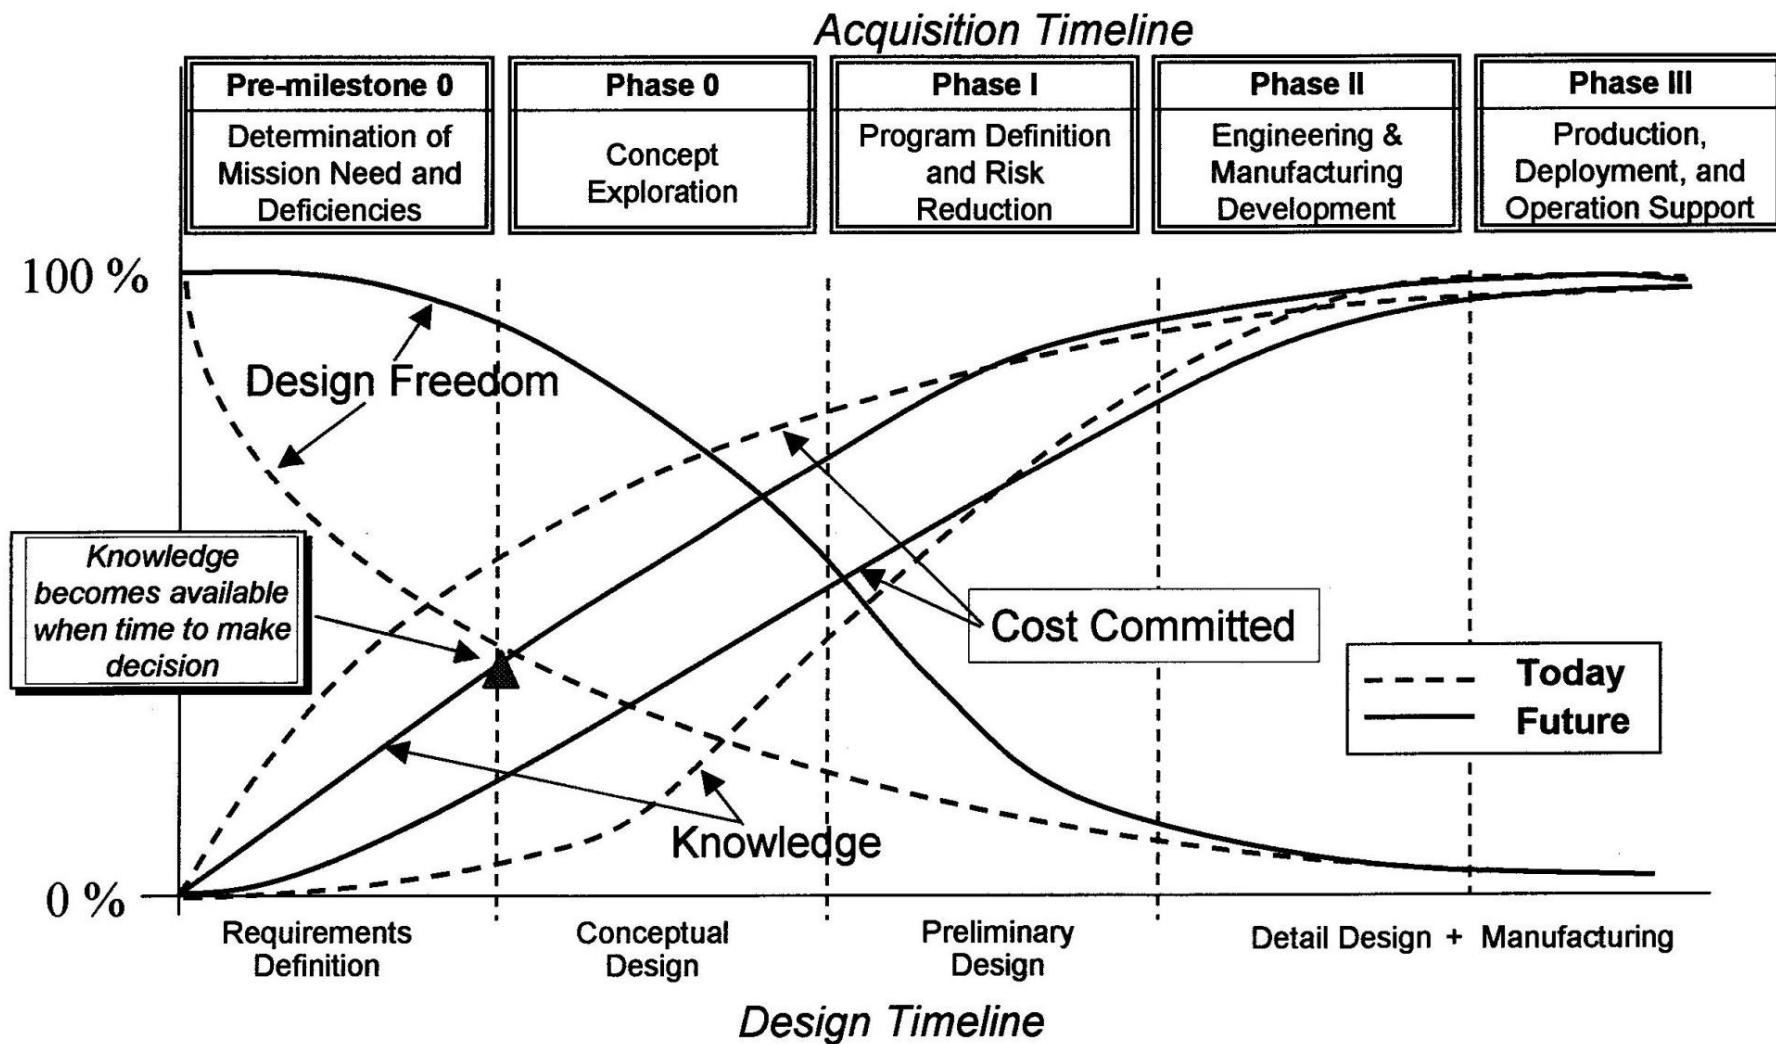 Acquisition Timeline
Pre-milestone 0
Determination of
Mission Need and
Deficiencies
Phase 0
Concept
Exploration
Phase I
Program Definition
and Risk
Reduction
Phase II
Engineering &
Manufacturing
Development
Phase III
Production,
Deployment, and
Operation Support
100 %
Design Freedom
Knowledge
becomes available
when time to make
decision
Cost Committed
Today
Future
Knowledge
0 %
Requirements
Definition
Conceptual
Design
Preliminary
Design
Detail Design + Manufacturing
Design Timeline